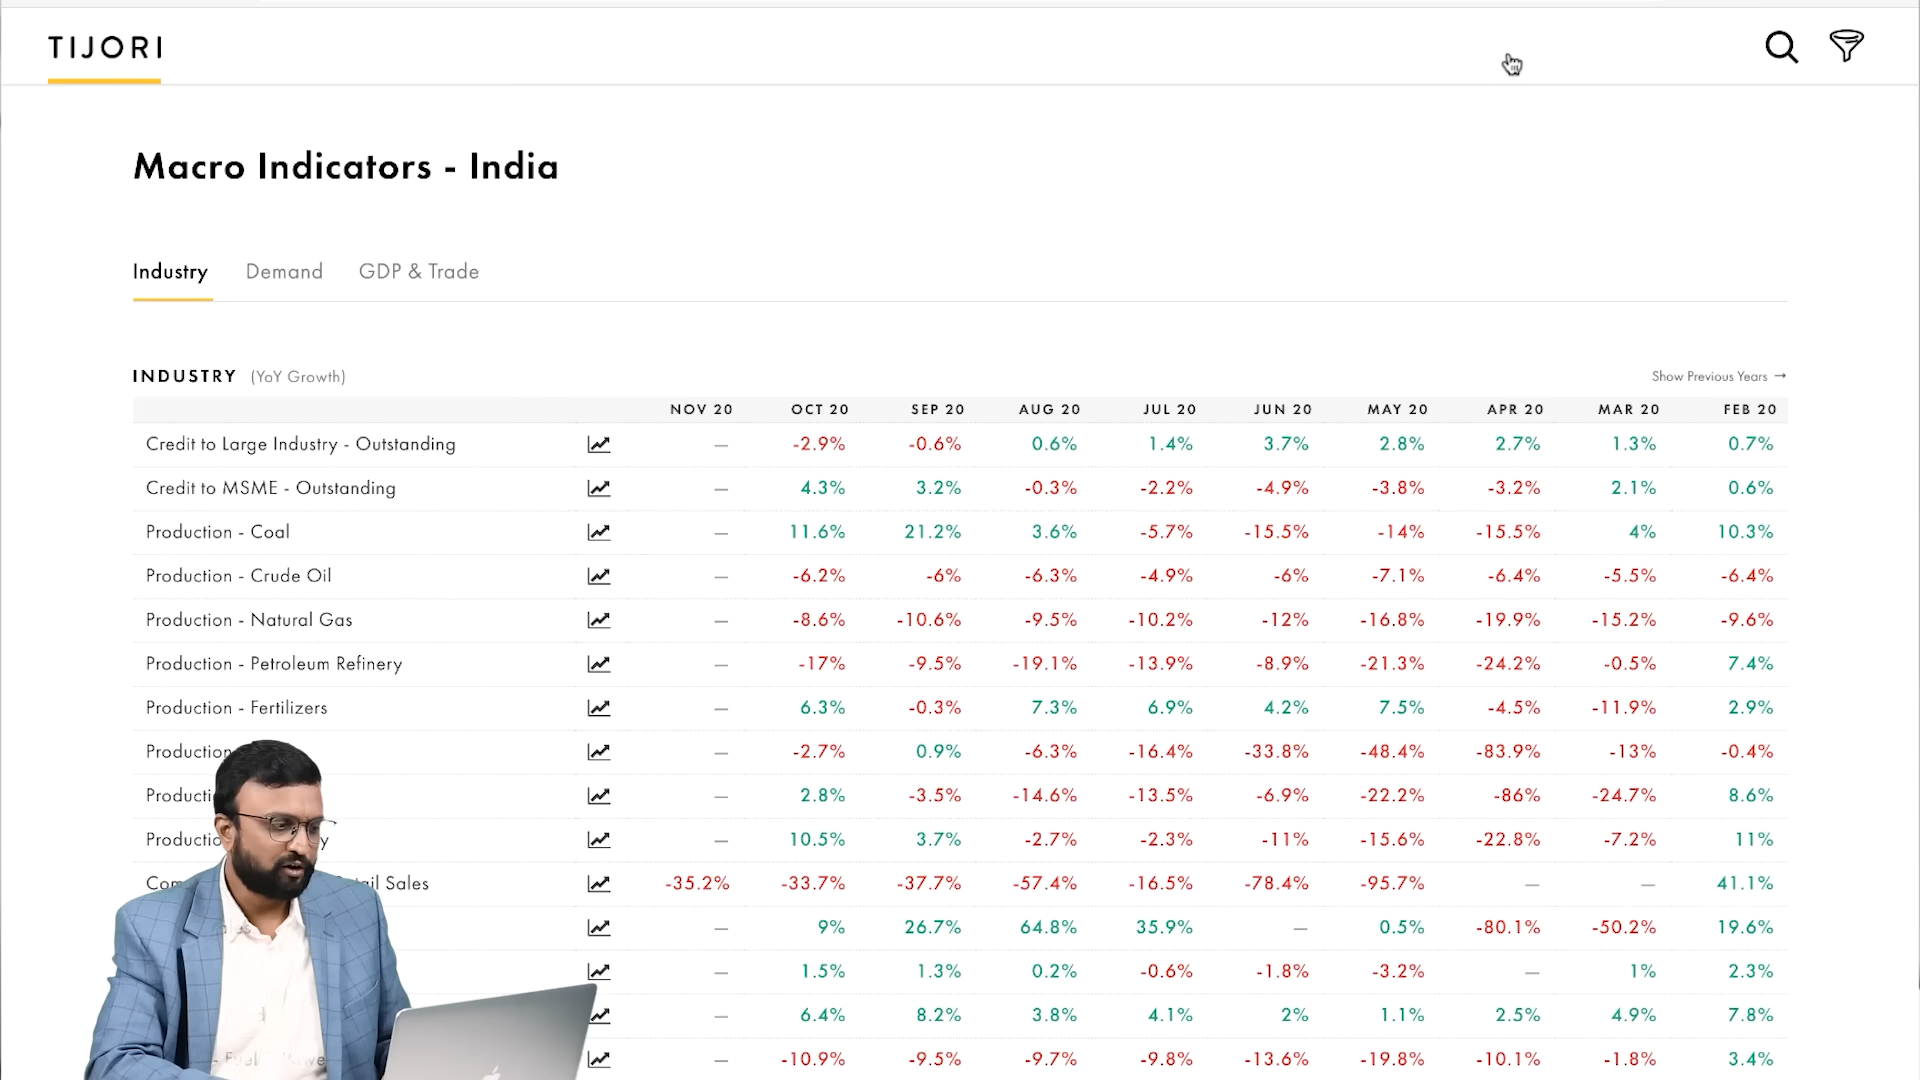 TIJORI
Macro Indicators - India
Industry Demand GDP & Trade
INDUSTRY (YoY Growth) Show Previous Years →
NOV 20 OCT 20 SEP 20 AUG 20 JUL 20 JUN 20 MAY 20 APR 20 MAR 20 FEB 20
Credit to Large Industry - Outstanding — -2.9% -0.6% 0.6% 1.4% 3.7% 2.8% 2.7% 1.3% 0.7%
Credit to MSME - Outstanding — 4.3% 3.2% -0.3% -2.2% -4.9% -3.8% -3.2% 2.1% 0.6%
Production - Coal — 11.6% 21.2% 3.6% -5.7% -15.5% -14% -15.5% 4% 10.3%
Production - Crude Oil — -6.2% -6% -6.3% -4.9% -6% -7.1% -6.4% -5.5% -6.4%
Production - Natural Gas — -8.6% -10.6% -9.5% -10.2% -12% -16.8% -19.9% -15.2% -9.6%
Production - Petroleum Refinery — -17% -9.5% -19.1% -13.9% -8.9% -21.3% -24.2% -0.5% 7.4%
Production - Fertilizers — 6.3% -0.3% 7.3% 6.9% 4.2% 7.5% -4.5% -11.9% 2.9%
Production — -2.7% 0.9% -6.3% -16.4% -33.8% -48.4% -83.9% -13% -0.4%
— 2.8% -3.5% -14.6% -13.5% -6.9% -22.2% -86% -24.7% 8.6%
— 10.5% 3.7% -2.7% -2.3% -11% -15.6% -22.8% -7.2% 11%
Sales -35.2% -33.7% -37.7% -57.4% -16.5% -78.4% -95.7% — — 41.1%
— 9% 26.7% 64.8% 35.9% — 0.5% -80.1% -50.2% 19.6%
— 1.5% 1.3% 0.2% -0.6% -1.8% -3.2% — 1% 2.3%
— 6.4% 8.2% 3.8% 4.1% 2% 1.1% 2.5% 4.9% 7.8%
— -10.9% -9.5% -9.7% -9.8% -13.6% -19.8% -10.1% -1.8% 3.4%